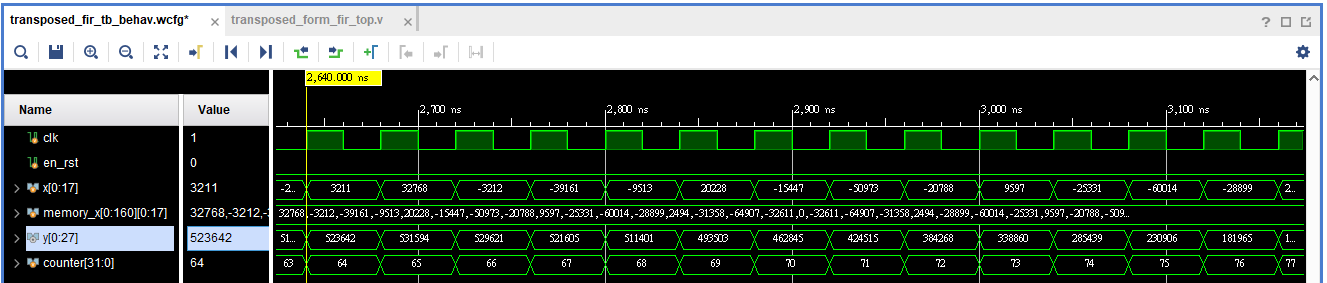 transposed_fir_tb_behav.wcfg* × transposed_form_fir_top.v ×
?
2,640.000 ns
Name Value
2,700 ns 2,800 ns 2,900 ns 3,000 ns 3,100 ns
clk 1
en_rst 0
x[0:17] 3211 -2... 3211 32768 -3212 -39161 -9513 20228 -15447 -50973 -20788 9597 -25331 -60014 -28899 2...
memory_x[0:160][0:17] 32768,-3212,- 32768,-3212,-39161,-9513,20228,-15447,-50973,-20788,9597,-25331,-60014,-28899,2494,-31358,-64907,-32611,0,-32611,-64907,-31358,2494,-28899,-60014,-25331,9597,-20788,-509...
y[0:27] 523642 51... 523642 531594 529621 521605 511401 493503 462845 424515 384268 338860 285439 230906 181965 1...
counter[31:0] 64 63 64 65 66 67 68 69 70 71 72 73 74 75 76 77